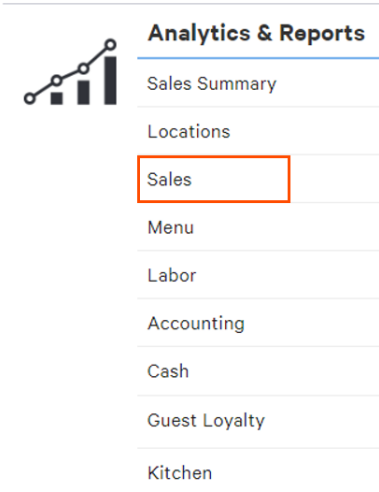 Analytics & Reports
Sales Summary
Locations
Sales
Menu
Labor
Accounting
Cash
Guest Loyalty
Kitchen